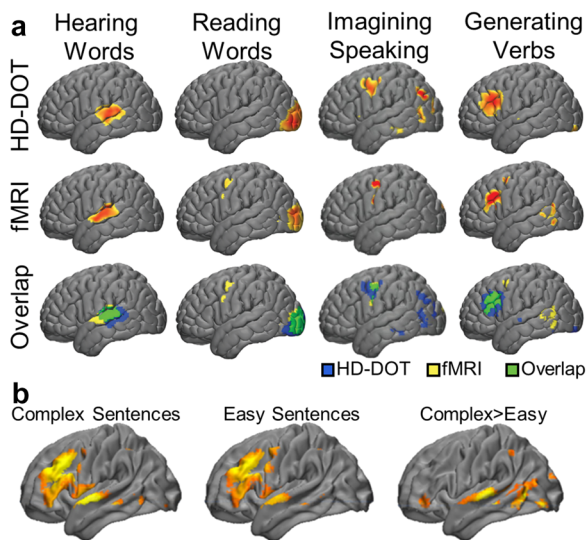 a
Hearing Words
Reading Words
Imagining Speaking
Generating Verbs
HD-DOT
fMRI
Overlap
HD-DOT fMRI Overlap
b
Complex Sentences
Easy Sentences
Complex>Easy